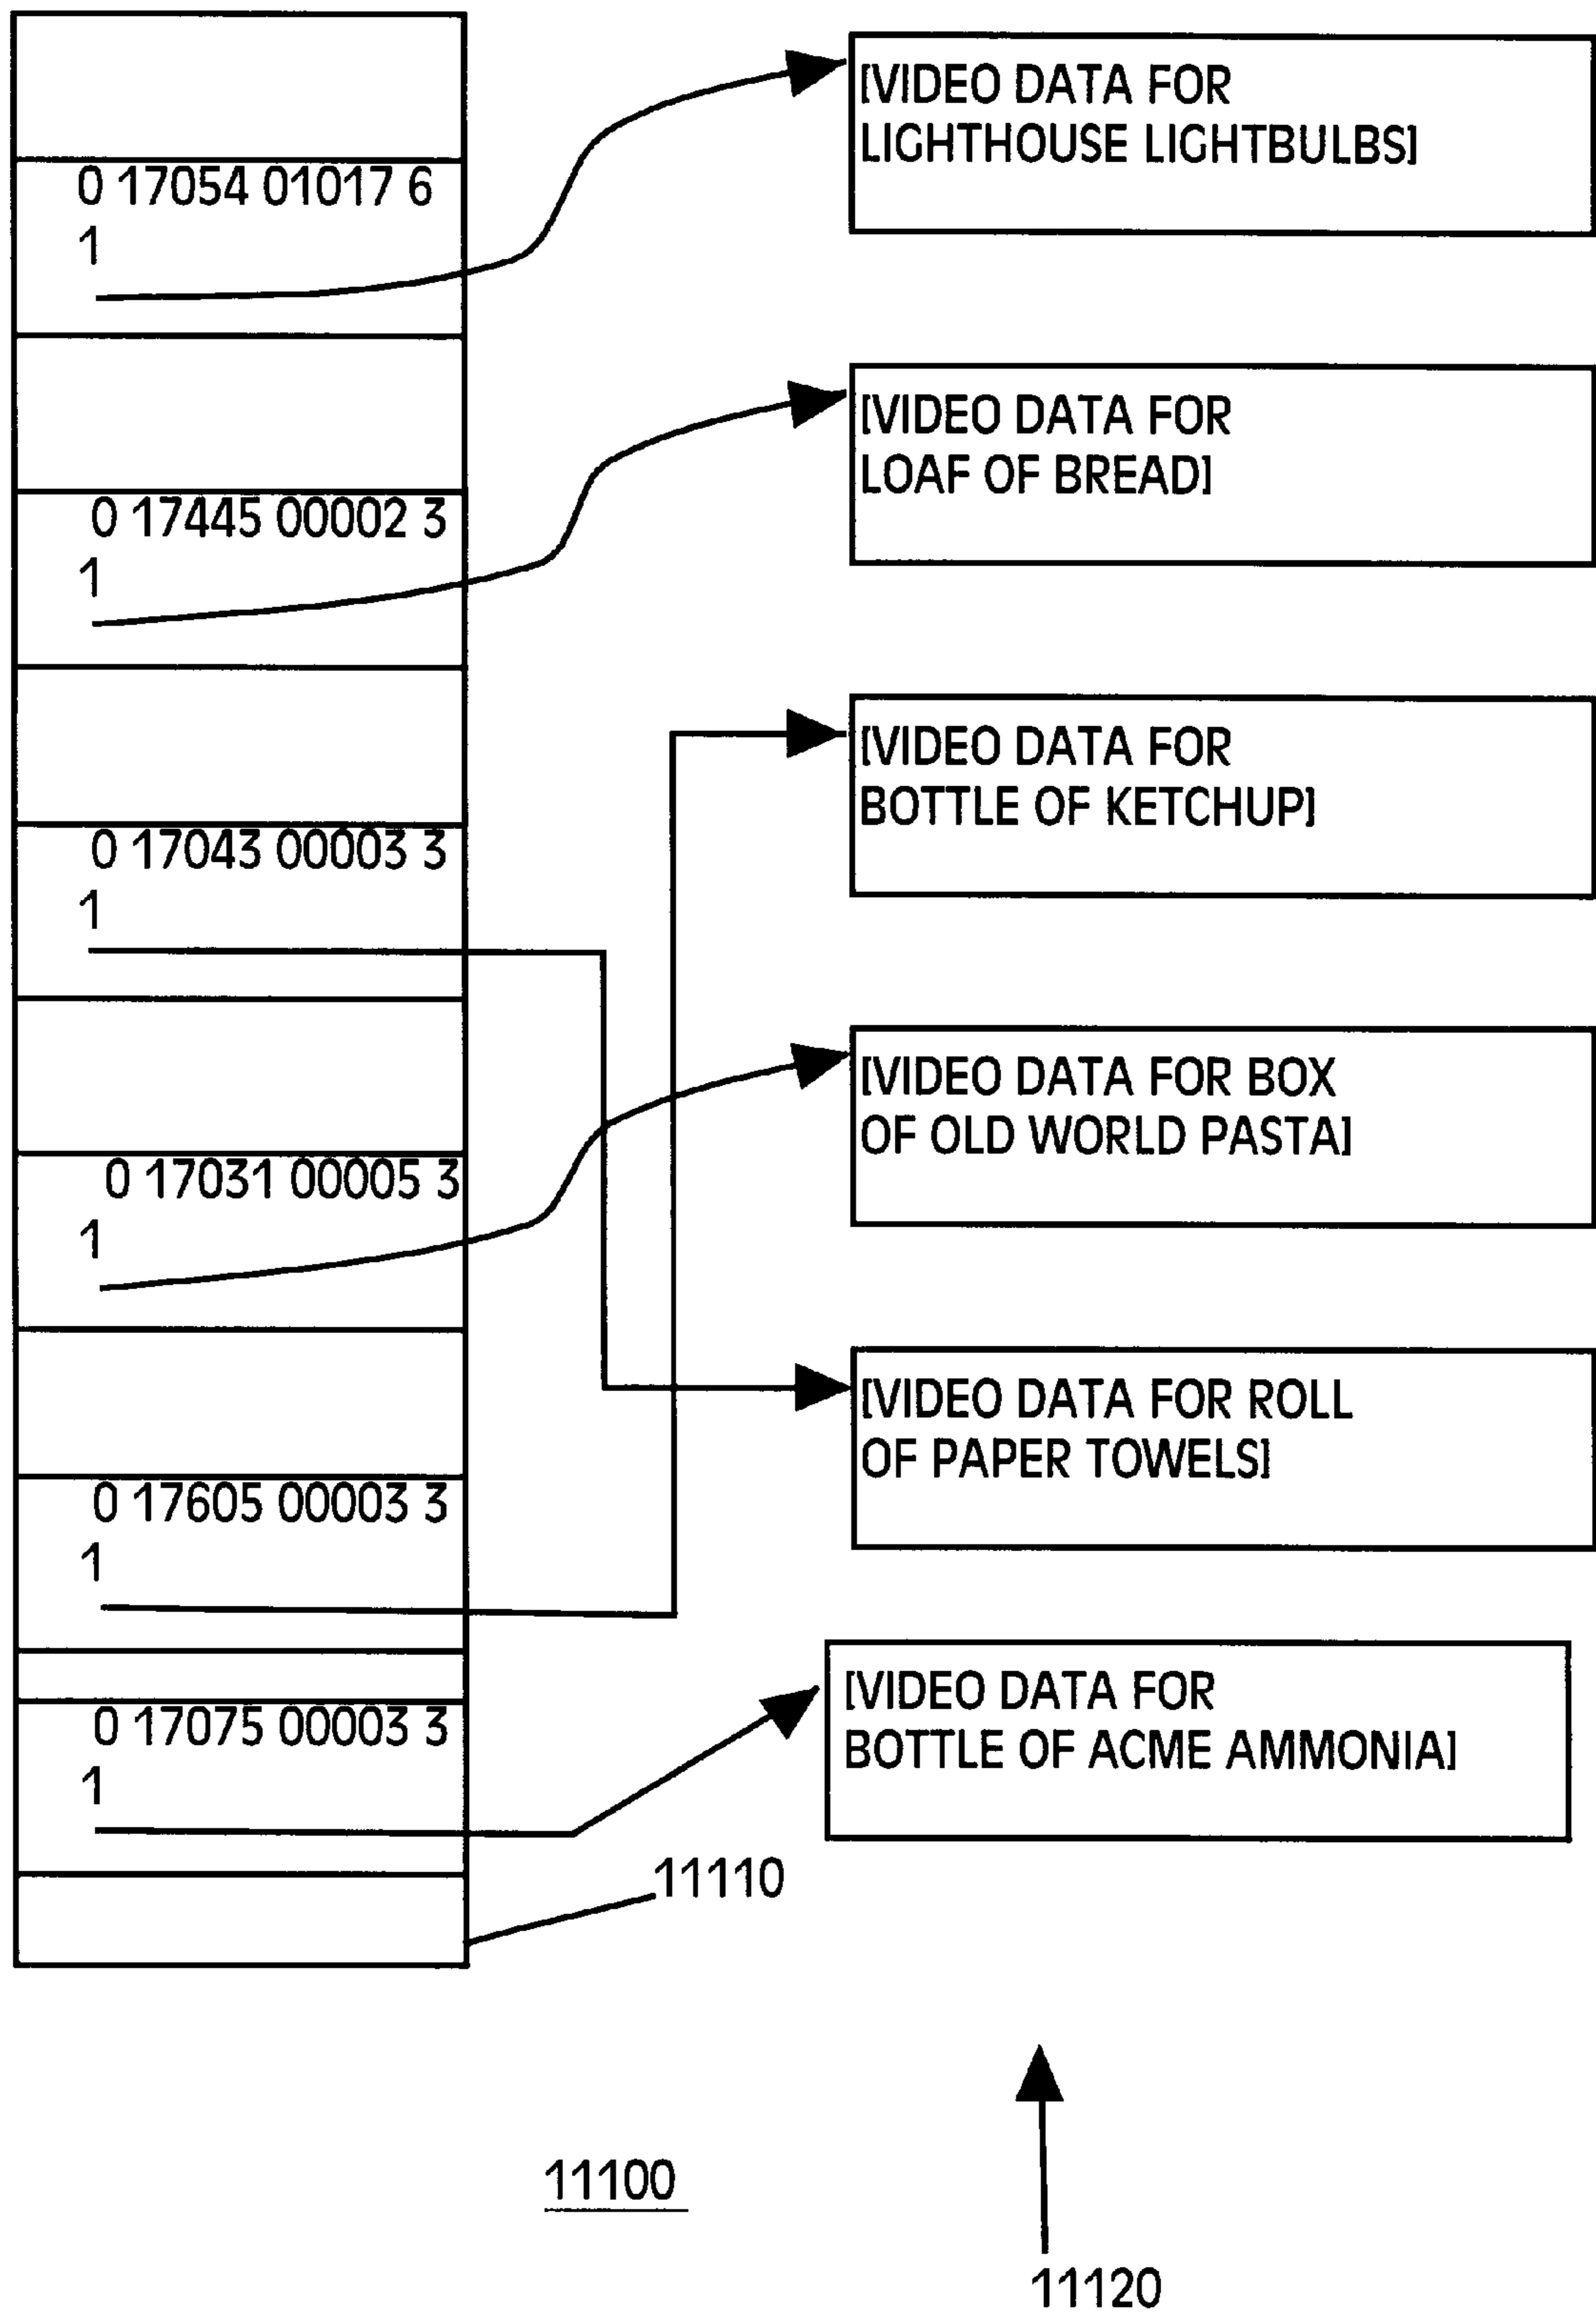 0 17054 01017 6
1
[VIDEO DATA FOR
LIGHTHOUSE LIGHTBULBS]
0 17445 00002 3
1
[VIDEO DATA FOR
LOAF OF BREAD]
0 17043 00003 3
1
[VIDEO DATA FOR
BOTTLE OF KETCHUP]
0 17031 00005 3
1
[VIDEO DATA FOR BOX
OF OLD WORLD PASTA]
0 17605 00003 3
1
[VIDEO DATA FOR ROLL
OF PAPER TOWELS]
0 17075 00003 3
1
[VIDEO DATA FOR
BOTTLE OF ACME AMMONIA]
11110
11100
11120